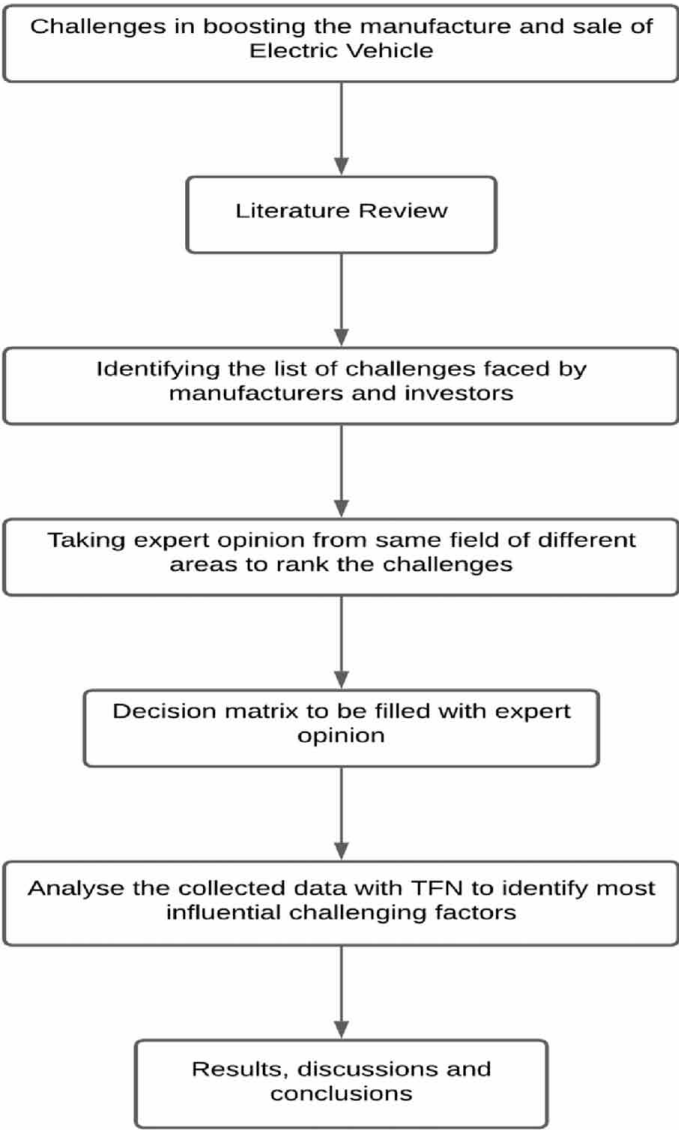 Challenges in boosting the manufacture and sale of
Electric Vehicle
Literature Review
Identifying the list of challenges faced by
manufacturers and investors
Taking expert opinion from same field of different
areas to rank the challenges
Decision matrix to be filled with expert
opinion
Analyse the collected data with TFN to identify most
influential challenging factors
Results, discussions and
conclusions